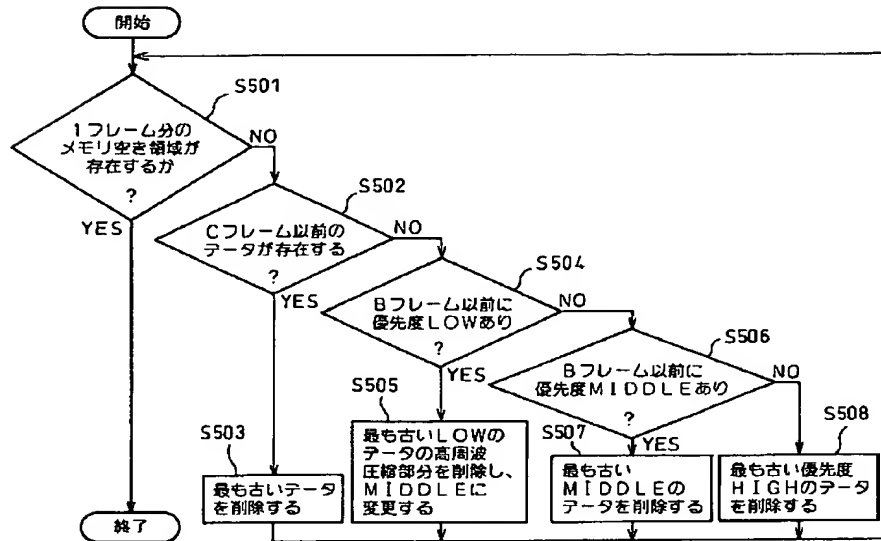 開始
S501
1フレーム分の
メモリ空き領域が
存在するか
?
NO
YES
S502
Cフレーム以前の
データが存在する
?
NO
YES
S504
Bフレーム以前に
優先度LOWあり
?
NO
YES
S506
Bフレーム以前に
優先度MIDDLEあり
?
NO
YES
S503
最も古いデータ
を削除する
S505
最も古いLOWの
データの高周波
圧縮部分を削除し、
MIDDLEに
変更する
S507
最も古い
MIDDLEの
データを削除する
S508
最も古い優先度
HIGHのデータ
を削除する
終了